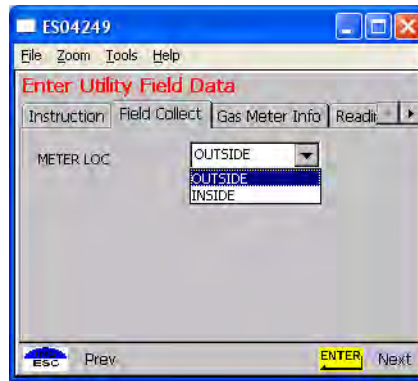 ES04249
File Zoom Tools Help
Enter Utility Field Data
Instruction Field Collect Gas Meter Info Readi
METER LOC OUTSIDE
OUTSIDE
INSIDE
ESC Prev ENTER Next